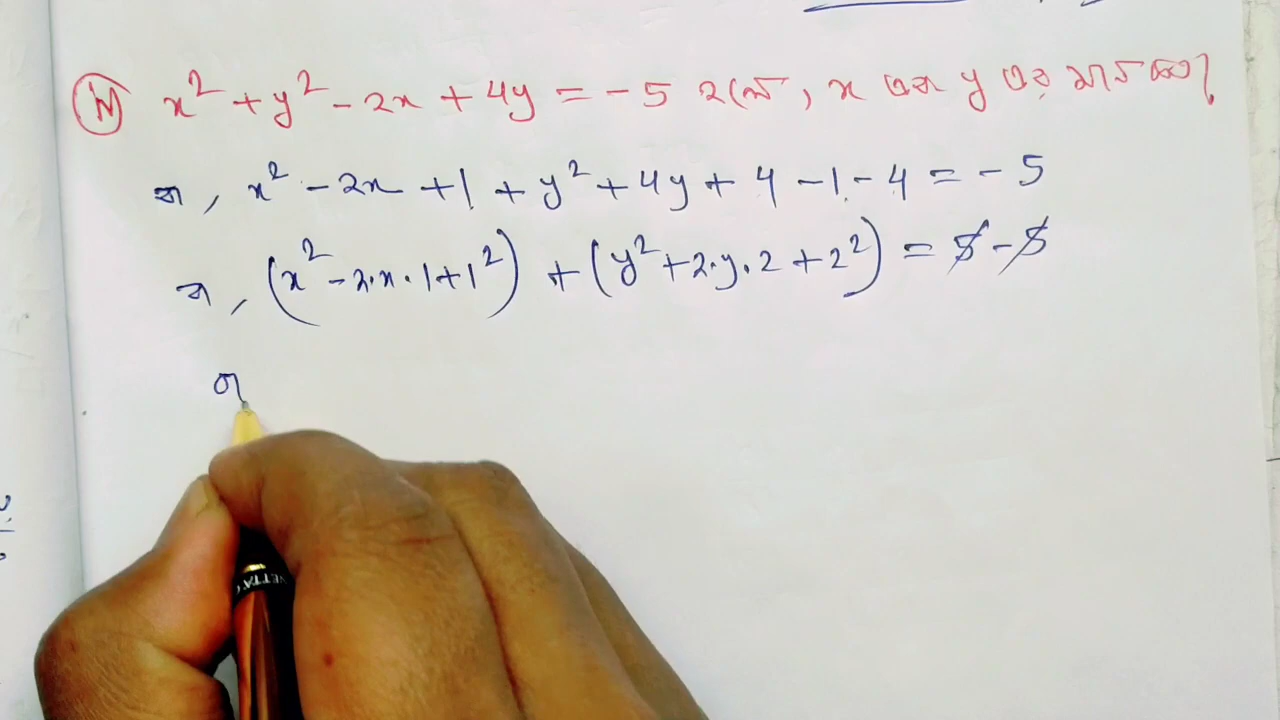 (iv) x² + y² - 2x + 4y = -5 হলে, x এবং y এর মান কত?
বা, x² - 2x + 1 + y² + 4y + 4 - 1 - 4 = -5
বা, (x² - 2·x·1 + 1²) + (y² + 2·y·2 + 2²) = 5 - 5